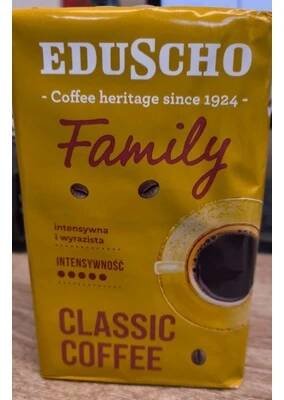 EDUSCHO
- Coffee heritage since 1924 -
Family
intensywna
i wyrazista
INTENSYWNOŚĆ
CLASSIC
COFFEE